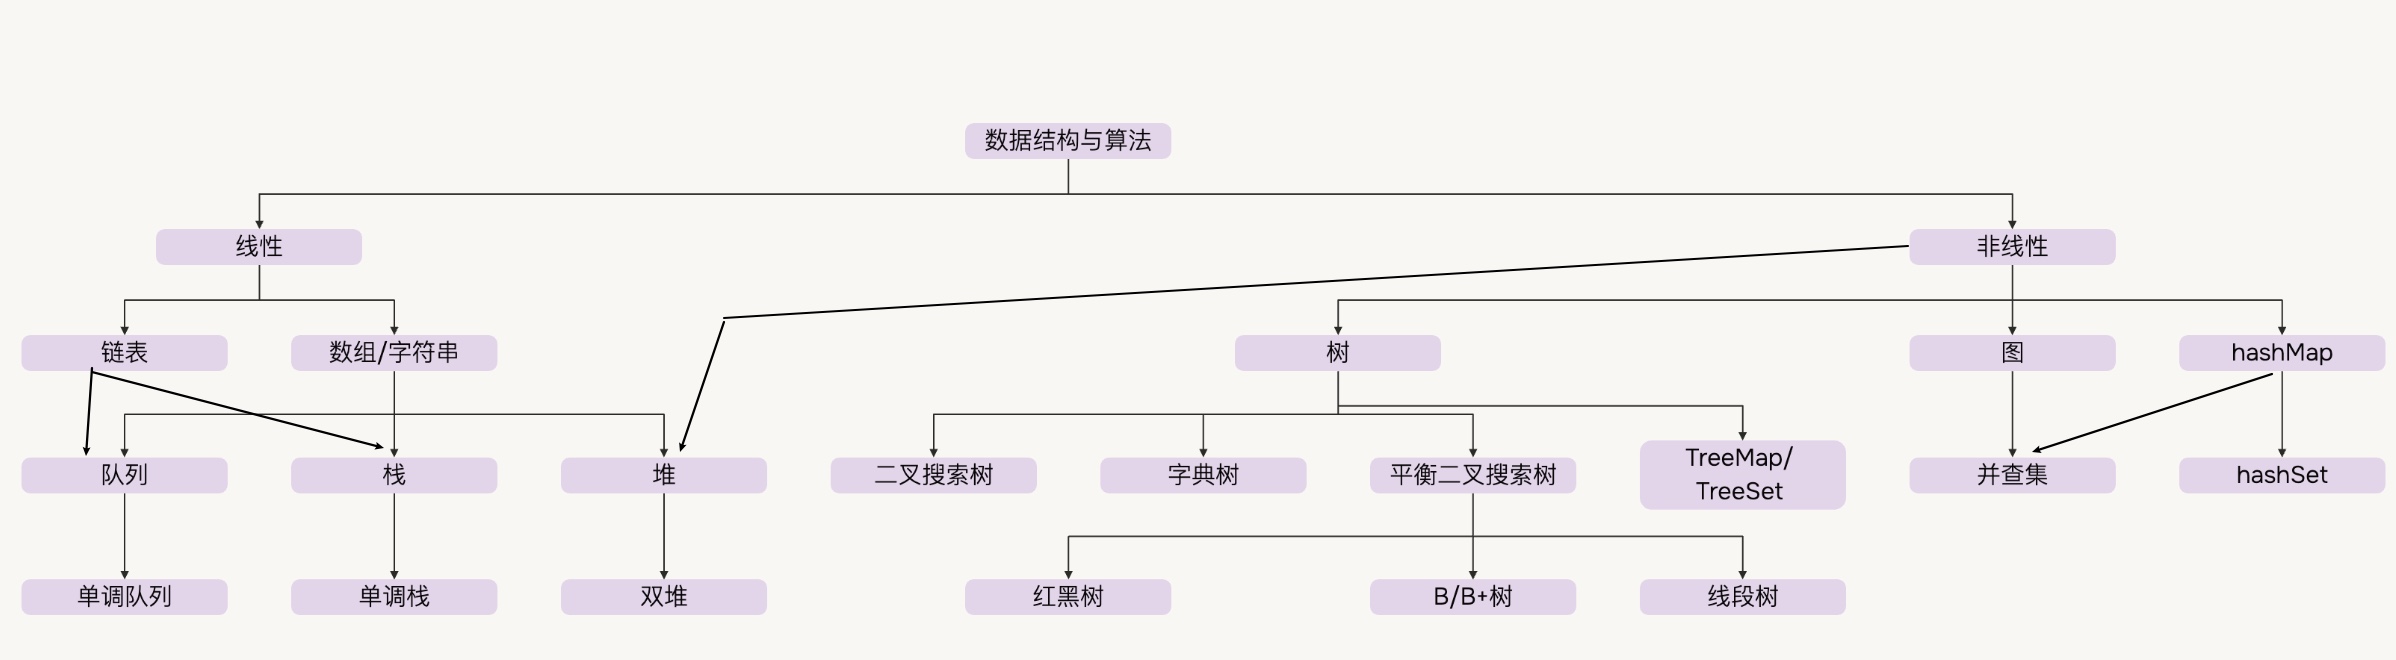 数据结构与算法
线性
非线性
链表
数组/字符串
树
图
hashMap
队列
栈
堆
二叉搜索树
字典树
平衡二叉搜索树
TreeMap/
TreeSet
并查集
hashSet
单调队列
单调栈
双堆
红黑树
B/B+树
线段树